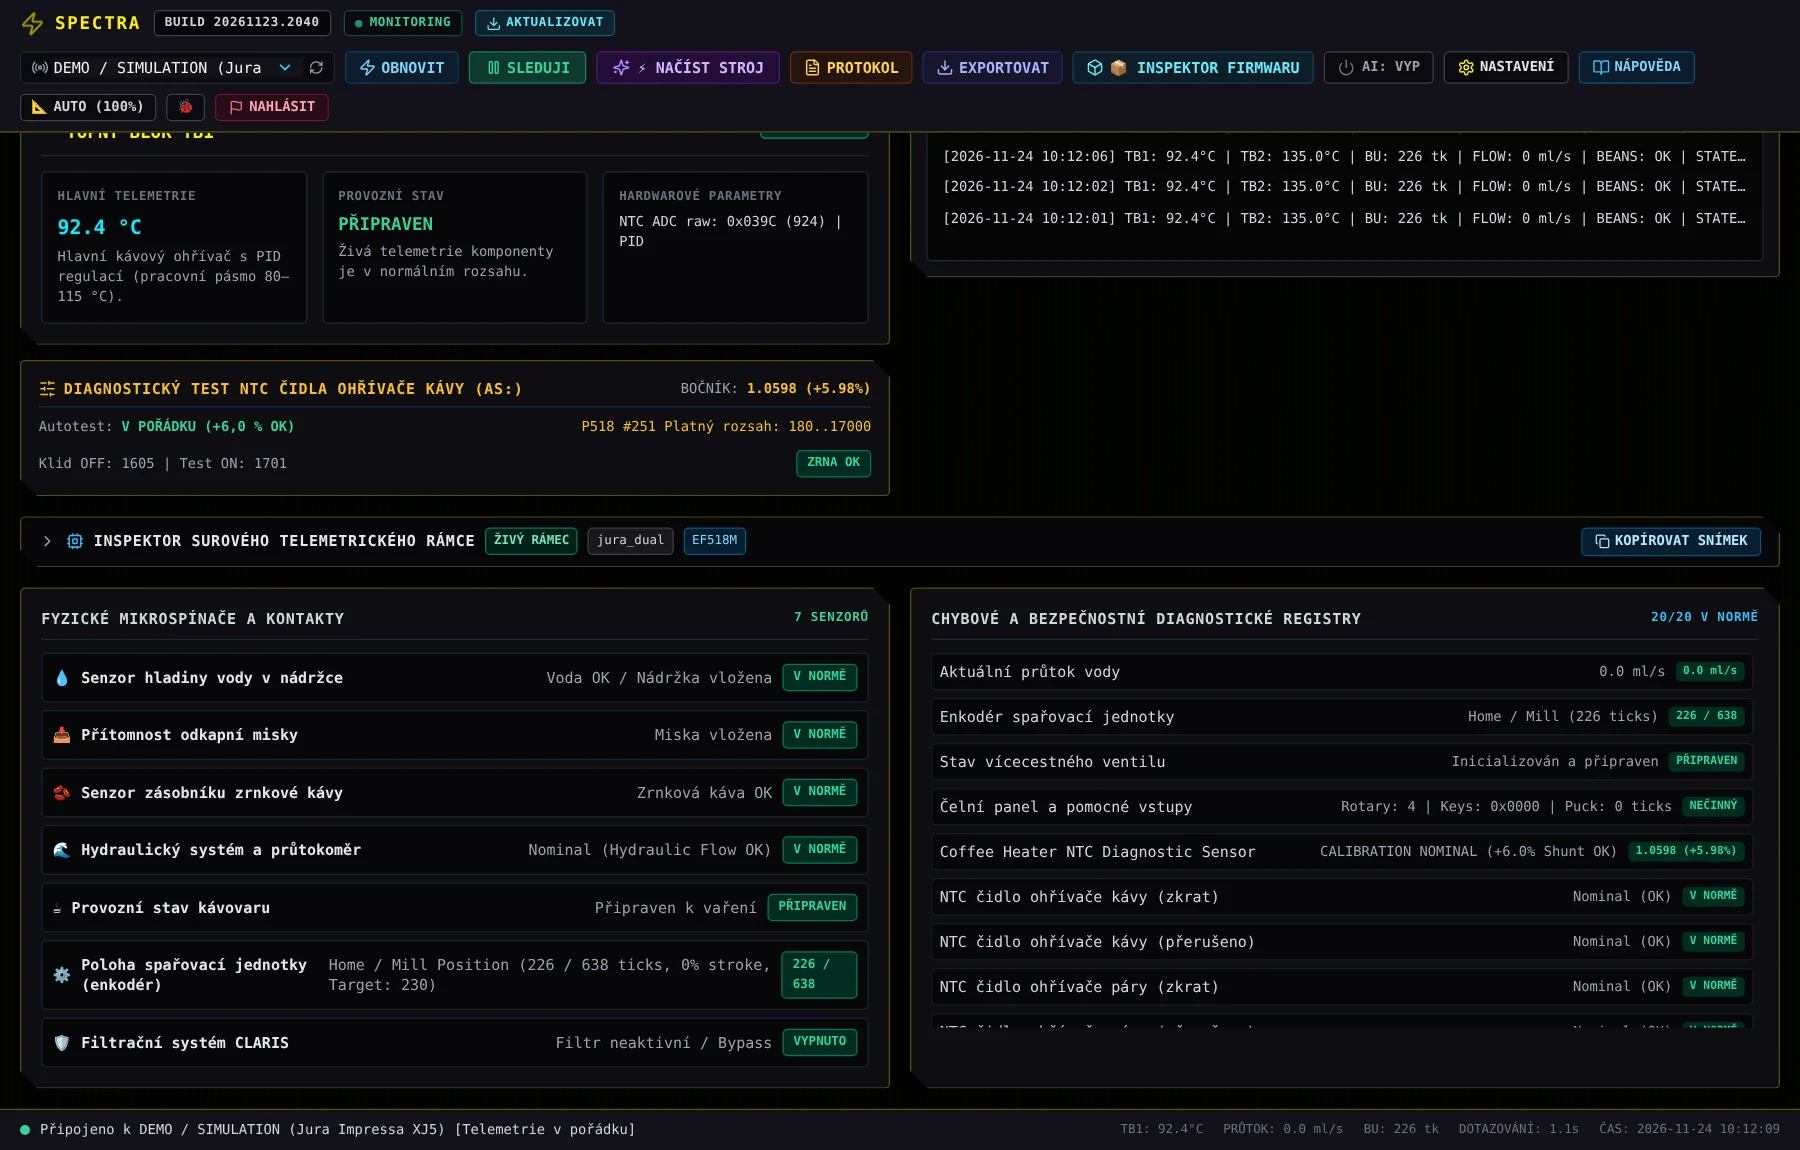 SPECTRA
BUILD 20261123.2040
MONITORING
AKTUALIZOVAT
DEMO / SIMULATION (Jura
OBNOVIT
SLEDUJI
⚡ NAČÍST STROJ
PROTOKOL
EXPORTOVAT
INSPEKTOR FIRMWARU
AI: VYP
NASTAVENÍ
NÁPOVĚDA
AUTO (100%)
NAHLÁSIT
TOPNÝ BLOK TB1
HLAVNÍ TELEMETRIE
92.4 °C
Hlavní kávový ohřívač s PID
regulací (pracovní pásmo 80–
115 °C).
PROVOZNÍ STAV
PŘIPRAVEN
Živá telemetrie komponenty
je v normálním rozsahu.
HARDWAROVÉ PARAMETRY
NTC ADC raw: 0x039C (924) |
PID
[2026-11-24 10:12:06] TB1: 92.4°C | TB2: 135.0°C | BU: 226 tk | FLOW: 0 ml/s | BEANS: OK | STATE…
[2026-11-24 10:12:02] TB1: 92.4°C | TB2: 135.0°C | BU: 226 tk | FLOW: 0 ml/s | BEANS: OK | STATE…
[2026-11-24 10:12:01] TB1: 92.4°C | TB2: 135.0°C | BU: 226 tk | FLOW: 0 ml/s | BEANS: OK | STATE…
DIAGNOSTICKÝ TEST NTC ČIDLA OHŘÍVAČE KÁVY (AS:)
BOČNÍK: 1.0598 (+5.98%)
Autotest: V POŘÁDKU (+6,0 % OK)
P518 #251 Platný rozsah: 180..17000
Klid OFF: 1605 | Test ON: 1701
ZRNA OK
INSPEKTOR SUROVÉHO TELEMETRICKÉHO RÁMCE
ŽIVÝ RÁMEC
jura_dual
EF518M
KOPÍROVAT SNÍMEK
FYZICKÉ MIKROSPÍNAČE A KONTAKTY
7 SENZORŮ
Senzor hladiny vody v nádržce
Voda OK / Nádržka vložena
V NORMĚ
Přítomnost odkapní misky
Miska vložena
V NORMĚ
Senzor zásobníku zrnkové kávy
Zrnková káva OK
V NORMĚ
Hydraulický systém a průtokoměr
Nominal (Hydraulic Flow OK)
V NORMĚ
Provozní stav kávovaru
Připraven k vaření
PŘIPRAVEN
Poloha spařovací jednotky
(enkodér)
Home / Mill Position (226 / 638 ticks, 0% stroke,
Target: 230)
226 /
638
Filtrační systém CLARIS
Filtr neaktivní / Bypass
VYPNUTO
CHYBOVÉ A BEZPEČNOSTNÍ DIAGNOSTICKÉ REGISTRY
20/20 V NORMĚ
Aktuální průtok vody
0.0 ml/s
0.0 ml/s
Enkodér spařovací jednotky
Home / Mill (226 ticks)
226 / 638
Stav vícecestného ventilu
Inicializován a připraven
PŘIPRAVEN
Čelní panel a pomocné vstupy
Rotary: 4 | Keys: 0x0000 | Puck: 0 ticks
NEČINNÝ
Coffee Heater NTC Diagnostic Sensor
CALIBRATION NOMINAL (+6.0% Shunt OK)
1.0598 (+5.98%)
NTC čidlo ohřívače kávy (zkrat)
Nominal (OK)
V NORMĚ
NTC čidlo ohřívače kávy (přerušeno)
Nominal (OK)
V NORMĚ
NTC čidlo ohřívače páry (zkrat)
Nominal (OK)
V NORMĚ
Připojeno k DEMO / SIMULATION (Jura Impressa XJ5) [Telemetrie v pořádku]
TB1: 92.4°C
PRŮTOK: 0.0 ml/s
BU: 226 tk
DOTAZOVÁNÍ: 1.1s
ČAS: 2026-11-24 10:12:09